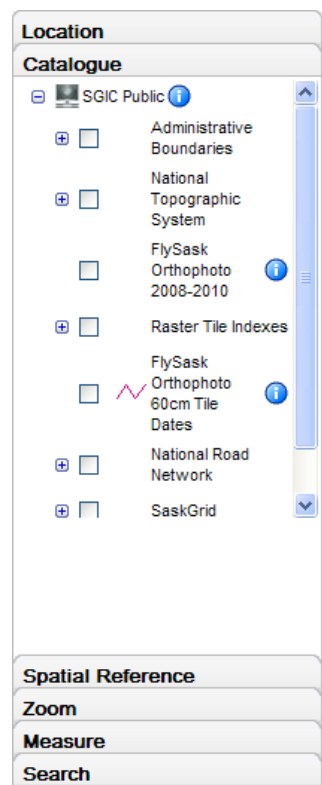 Location
Catalogue
SGIC Public
Administrative
Boundaries
National
Topographic
System
FlySask
Orthophoto
2008-2010
Raster Tile Indexes
FlySask
Orthophoto
60cm Tile
Dates
National Road
Network
SaskGrid
Spatial Reference
Zoom
Measure
Search